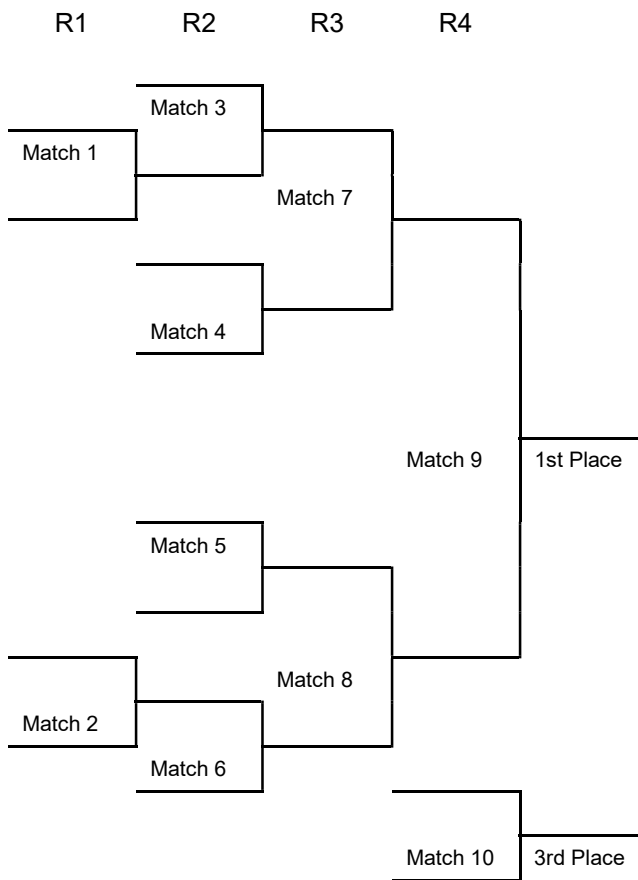 R1 R2 R3 R4
Match 3
Match 1
Match 7
Match 4
Match 9 1st Place
Match 5
Match 8
Match 2
Match 6
Match 10 3rd Place